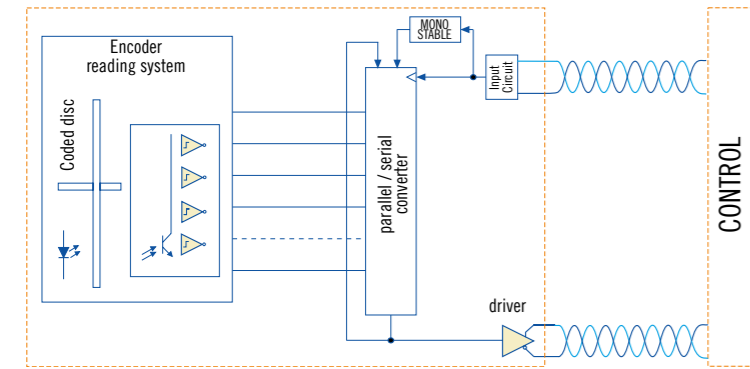 Encoder
reading system
Coded disc
MONO
STABLE
Input
Circuit
parallel / serial
converter
driver
CONTROL